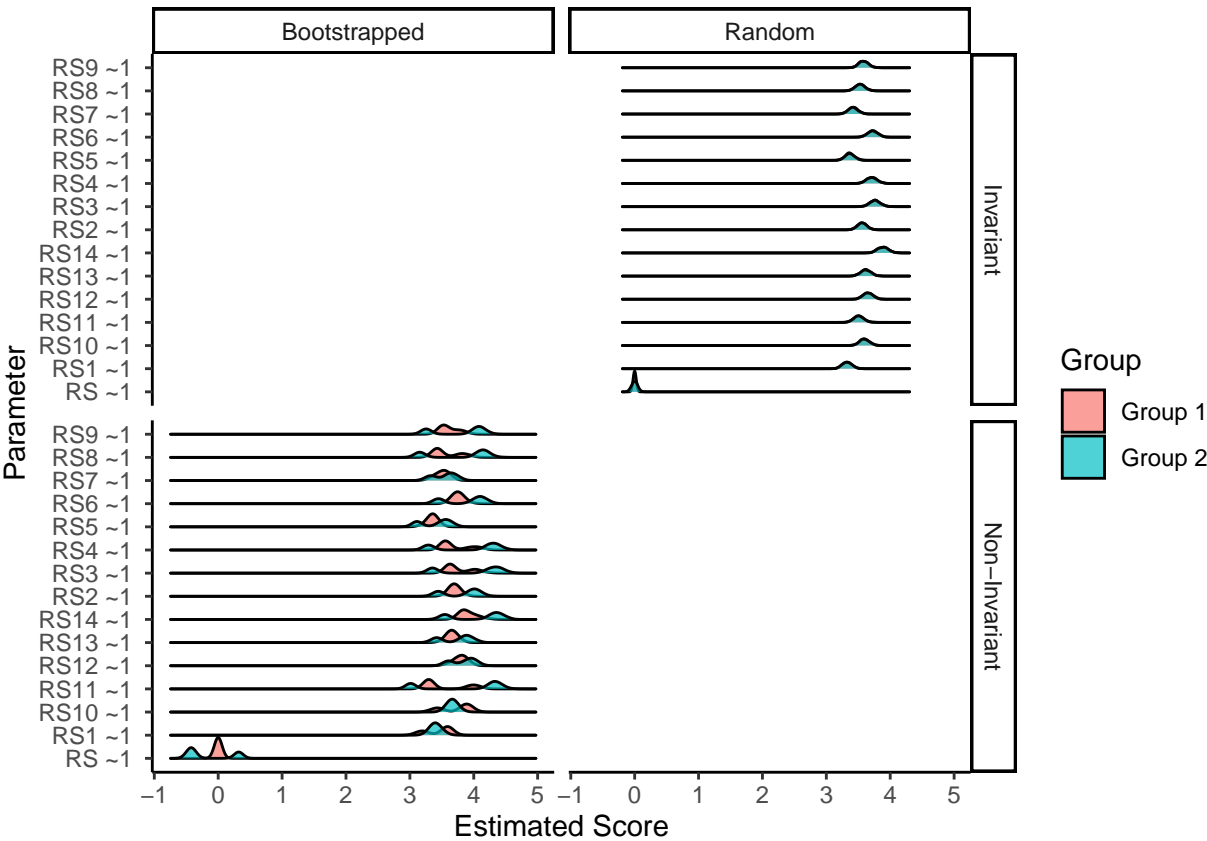 Bootstrapped
Random
RS9 ~1
RS8 ~1
RS7 ~1
RS6 ~1
RS5 ~1
RS4 ~1
RS3 ~1
RS2 ~1
RS14 ~1
RS13 ~1
RS12 ~1
RS11 ~1
RS10 ~1
RS1 ~1
RS ~1
Invariant
RS9 ~1
RS8 ~1
RS7 ~1
RS6 ~1
RS5 ~1
RS4 ~1
RS3 ~1
RS2 ~1
RS14 ~1
RS13 ~1
RS12 ~1
RS11 ~1
RS10 ~1
RS1 ~1
RS ~1
Non−Invariant
Parameter
−1 0 1 2 3 4 5
−1 0 1 2 3 4 5
Estimated Score
Group
Group 1
Group 2